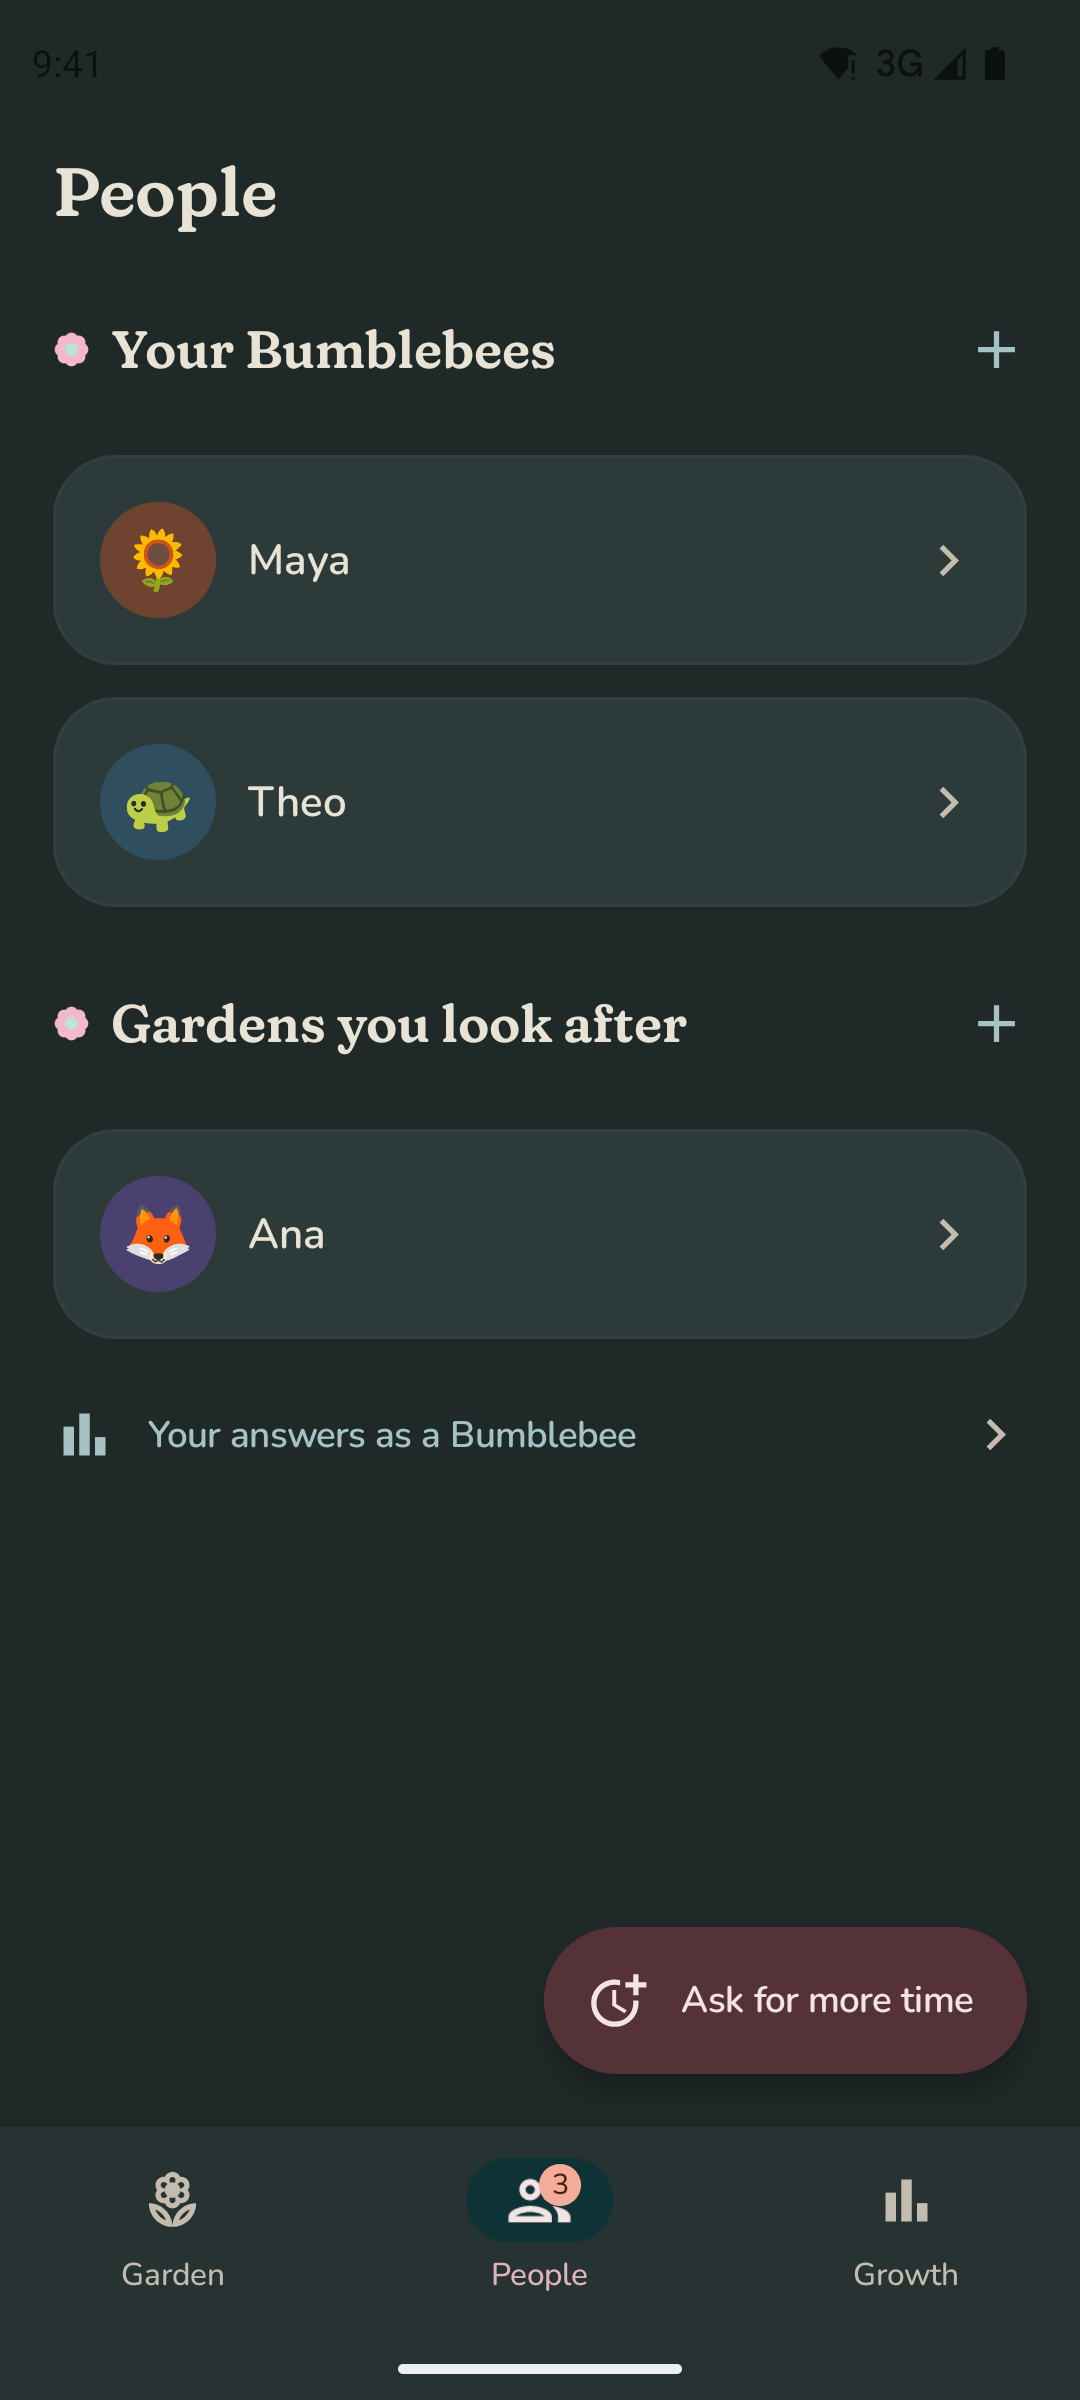 9:41
3G
People
Your Bumblebees
Maya
Theo
Gardens you look after
Ana
Your answers as a Bumblebee
Ask for more time
3
Garden
People
Growth